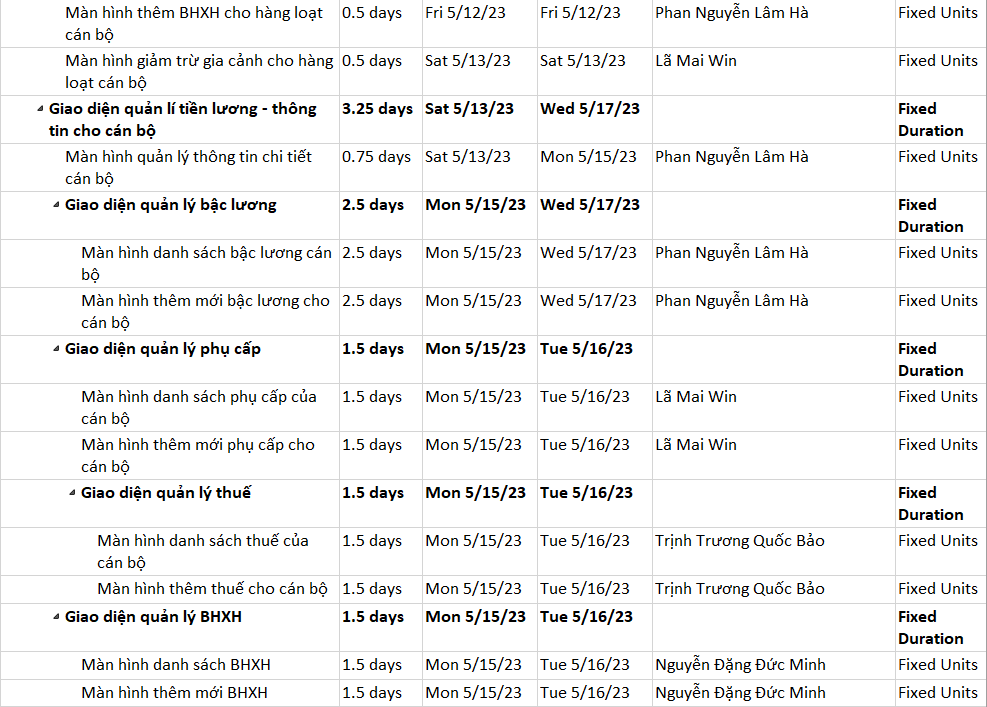 Màn hình thêm BHXH cho hàng loạt 0.5 days Fri 5/12/23 Fri 5/12/23 Phan Nguyễn Lâm Hà Fixed Units
cán bộ
Màn hình giảm trừ gia cảnh cho hàng 0.5 days Sat 5/13/23 Sat 5/13/23 Lã Mai Win Fixed Units
loạt cán bộ
Giao diện quản lí tiền lương - thông 3.25 days Sat 5/13/23 Wed 5/17/23 Fixed
tin cho cán bộ Duration
Màn hình quản lý thông tin chi tiết 0.75 days Sat 5/13/23 Mon 5/15/23 Phan Nguyễn Lâm Hà Fixed Units
cán bộ
Giao diện quản lý bậc lương 2.5 days Mon 5/15/23 Wed 5/17/23 Fixed
Duration
Màn hình danh sách bậc lương cán 2.5 days Mon 5/15/23 Wed 5/17/23 Phan Nguyễn Lâm Hà Fixed Units
bộ
Màn hình thêm mới bậc lương cho 2.5 days Mon 5/15/23 Wed 5/17/23 Phan Nguyễn Lâm Hà Fixed Units
cán bộ
Giao diện quản lý phụ cấp 1.5 days Mon 5/15/23 Tue 5/16/23 Fixed
Duration
Màn hình danh sách phụ cấp của 1.5 days Mon 5/15/23 Tue 5/16/23 Lã Mai Win Fixed Units
cán bộ
Màn hình thêm mới phụ cấp cho 1.5 days Mon 5/15/23 Tue 5/16/23 Lã Mai Win Fixed Units
cán bộ
Giao diện quản lý thuế 1.5 days Mon 5/15/23 Tue 5/16/23 Fixed
Duration
Màn hình danh sách thuế của 1.5 days Mon 5/15/23 Tue 5/16/23 Trịnh Trương Quốc Bảo Fixed Units
cán bộ
Màn hình thêm thuế cho cán bộ 1.5 days Mon 5/15/23 Tue 5/16/23 Trịnh Trương Quốc Bảo Fixed Units
Giao diện quản lý BHXH 1.5 days Mon 5/15/23 Tue 5/16/23 Fixed
Duration
Màn hình danh sách BHXH 1.5 days Mon 5/15/23 Tue 5/16/23 Nguyễn Đặng Đức Minh Fixed Units
Màn hình thêm mới BHXH 1.5 days Mon 5/15/23 Tue 5/16/23 Nguyễn Đặng Đức Minh Fixed Units